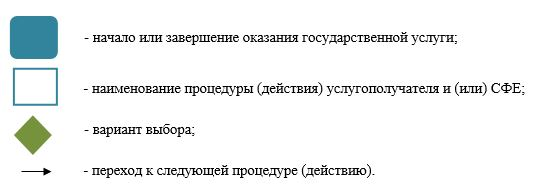 - начало или завершение оказания государственной услуги;
- наименование процедуры (действия) услугополучателя и (или) СФЕ;
- вариант выбора;
- переход к следующей процедуре (действию).